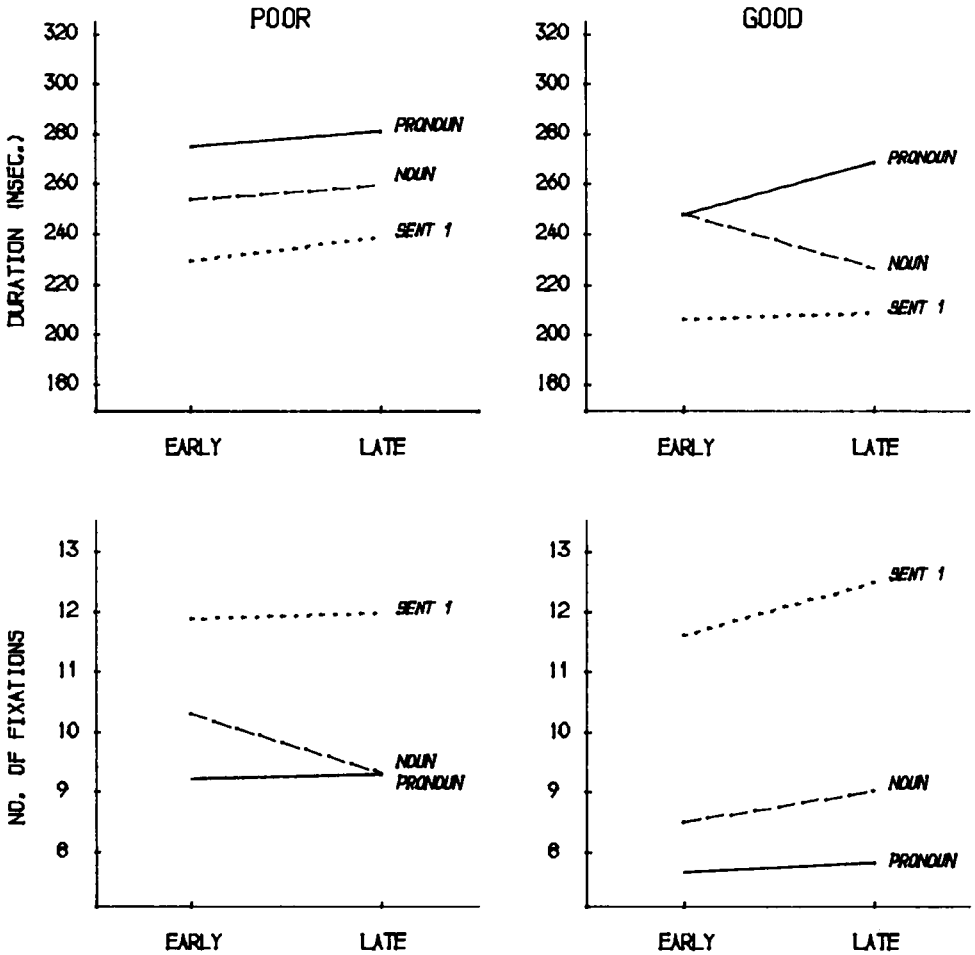 POOR
DURATION (MSEC.)
320
300
280
260
240
220
200
180
PRONOUN
NOUN
SENT 1
EARLY LATE
GOOD
320
300
280
260
240
220
200
180
PRONOUN
NOUN
SENT 1
EARLY LATE
NO. OF FIXATIONS
13
12
11
10
9
8
SENT 1
NOUN
PRONOUN
EARLY LATE
13
12
11
10
9
8
SENT 1
NOUN
PRONOUN
EARLY LATE